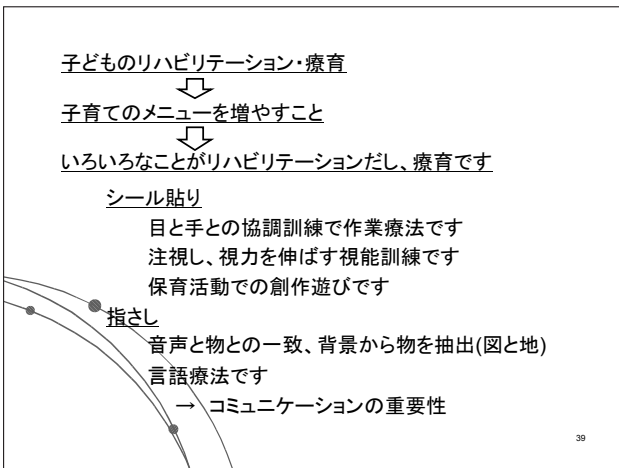 子どものリハビリテーション・療育
子育てのメニューを増やすこと
いろいろなことがリハビリテーションだし、療育です
シール貼り
目と手との協調訓練で作業療法です
注視し、視力を伸ばす視能訓練です
保育活動での創作遊びです
指さし
音声と物との一致、背景から物を抽出(図と地)
言語療法です
→ コミュニケーションの重要性
39